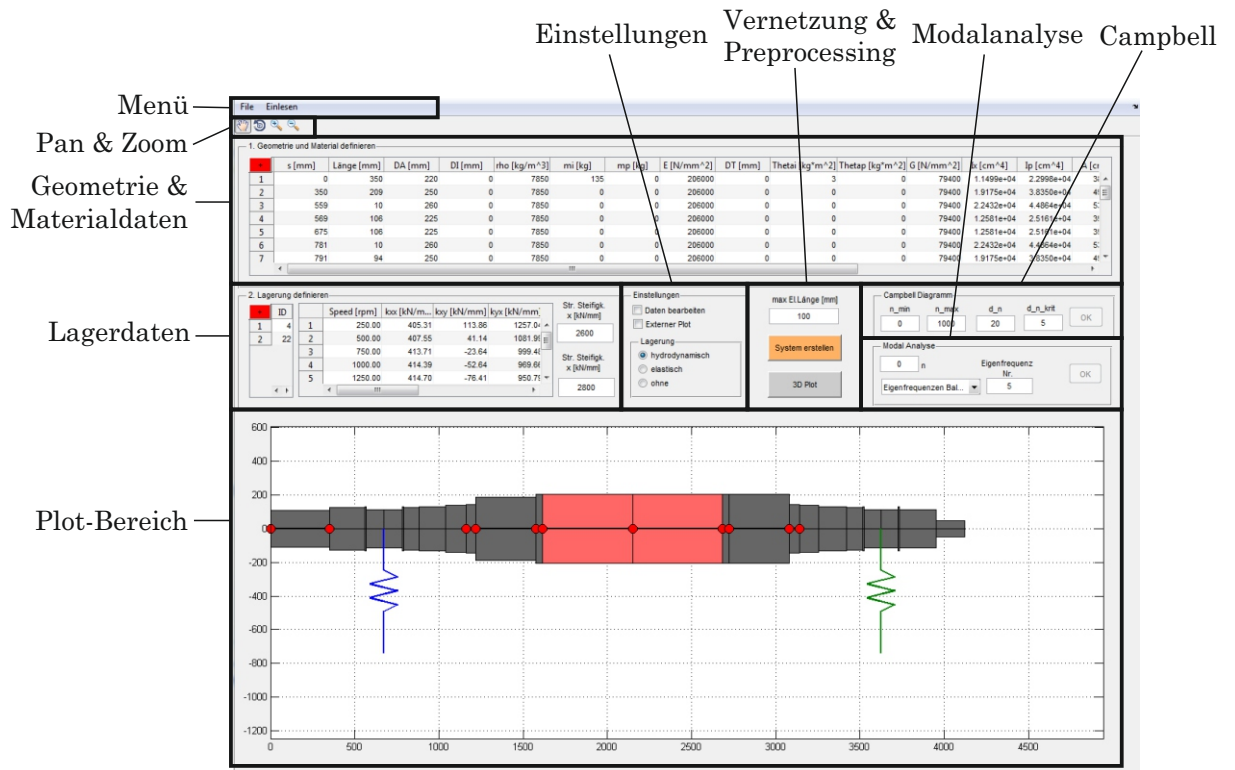 Einstellungen
Vernetzung &
Preprocessing
Modalanalyse
Campbell
Menü
Pan & Zoom
Geometrie &
Materialdaten
Lagerdaten
Plot-Bereich
File Einlesen
1. Geometrie und Material definieren
s [mm] Länge [mm] DA [mm] DI [mm] rho [kg/m^3] mi [kg] mp [kg] E [N/mm^2] DT [mm] Thetai [kg*m^2] Thetap [kg*m^2] G [N/mm^2] Ix [cm^4] Ip [cm^4]
1 0 350 220 0 7850 135 0 206000 0 3 0 79400 1.1499e+04 2.2998e+04
2 350 209 250 0 7850 0 0 206000 0 0 0 79400 1.9175e+04 3.8350e+04
3 559 10 260 0 7850 0 0 206000 0 0 0 79400 2.2432e+04 4.4864e+04
4 569 106 225 0 7850 0 0 206000 0 0 0 79400 1.2581e+04 2.5161e+04
5 675 106 225 0 7850 0 0 206000 0 0 0 79400 1.2581e+04 2.5161e+04
6 781 10 260 0 7850 0 0 206000 0 0 0 79400 2.2432e+04 4.4864e+04
7 791 94 250 0 7850 0 0 206000 0 0 0 79400 1.9175e+04 3.8350e+04
2. Lagerung definieren
ID
1 4
2 22
Speed [rpm] kxx [kN/m... kxy [kN/mm] kyx [kN/mm]
1 250.00 405.31 113.86 1257.04
2 500.00 407.55 41.14 1081.99
3 750.00 413.71 -23.64 999.48
4 1000.00 414.39 -52.64 969.66
5 1250.00 414.70 -76.41 950.75
Str. Steifigk.
x [kN/mm]
2600
Str. Steifigk.
x [kN/mm]
2800
Einstellungen
Daten bearbeiten
Externer Plot
Lagerung
hydrodynamisch
elastisch
ohne
max El.Länge [mm]
100
System erstellen
3D Plot
Campbell Diagramm
n_min n_max d_n d_n_krit
0 1000 20 5 OK
Modal Analyse
0 n
Eigenfrequenz
Nr.
Eigenfrequenzen Bal... 5 OK
600
400
200
0
-200
-400
-600
-800
-1000
-1200
0 500 1000 1500 2000 2500 3000 3500 4000 4500